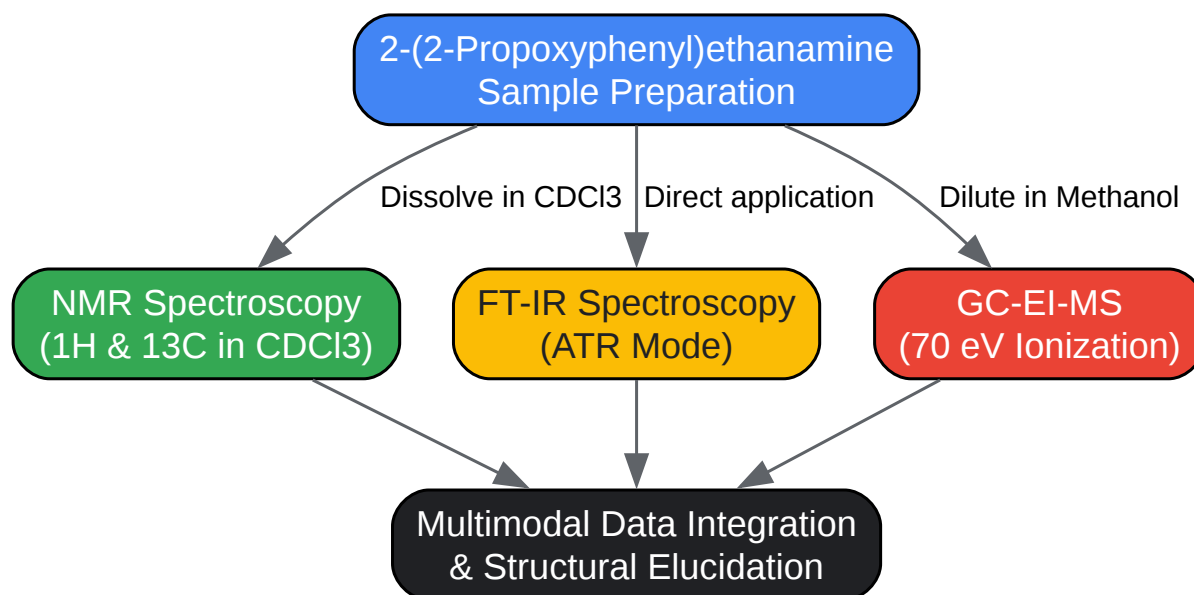 2-(2-Propoxyphenyl)ethanamine
Sample Preparation
Dissolve in CDCl3
Direct application
Dilute in Methanol
NMR Spectroscopy
(1H & 13C in CDCl3)
FT-IR Spectroscopy
(ATR Mode)
GC-EI-MS
(70 eV Ionization)
Multimodal Data Integration
& Structural Elucidation